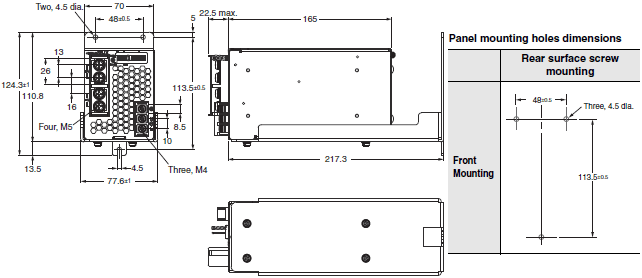 Two, 4.5 dia.
70
48±0.5
5
22.5 max.
165
13
26
124.3±1
110.8
16
113.5±0.5
Four, M5
8.5
10
13.5
4.5
Three, M4
77.6±1
217.3
Panel mounting holes dimensions
Rear surface screw
mounting
48±0.5
Three, 4.5 dia.
Front
Mounting
113.5±0.5